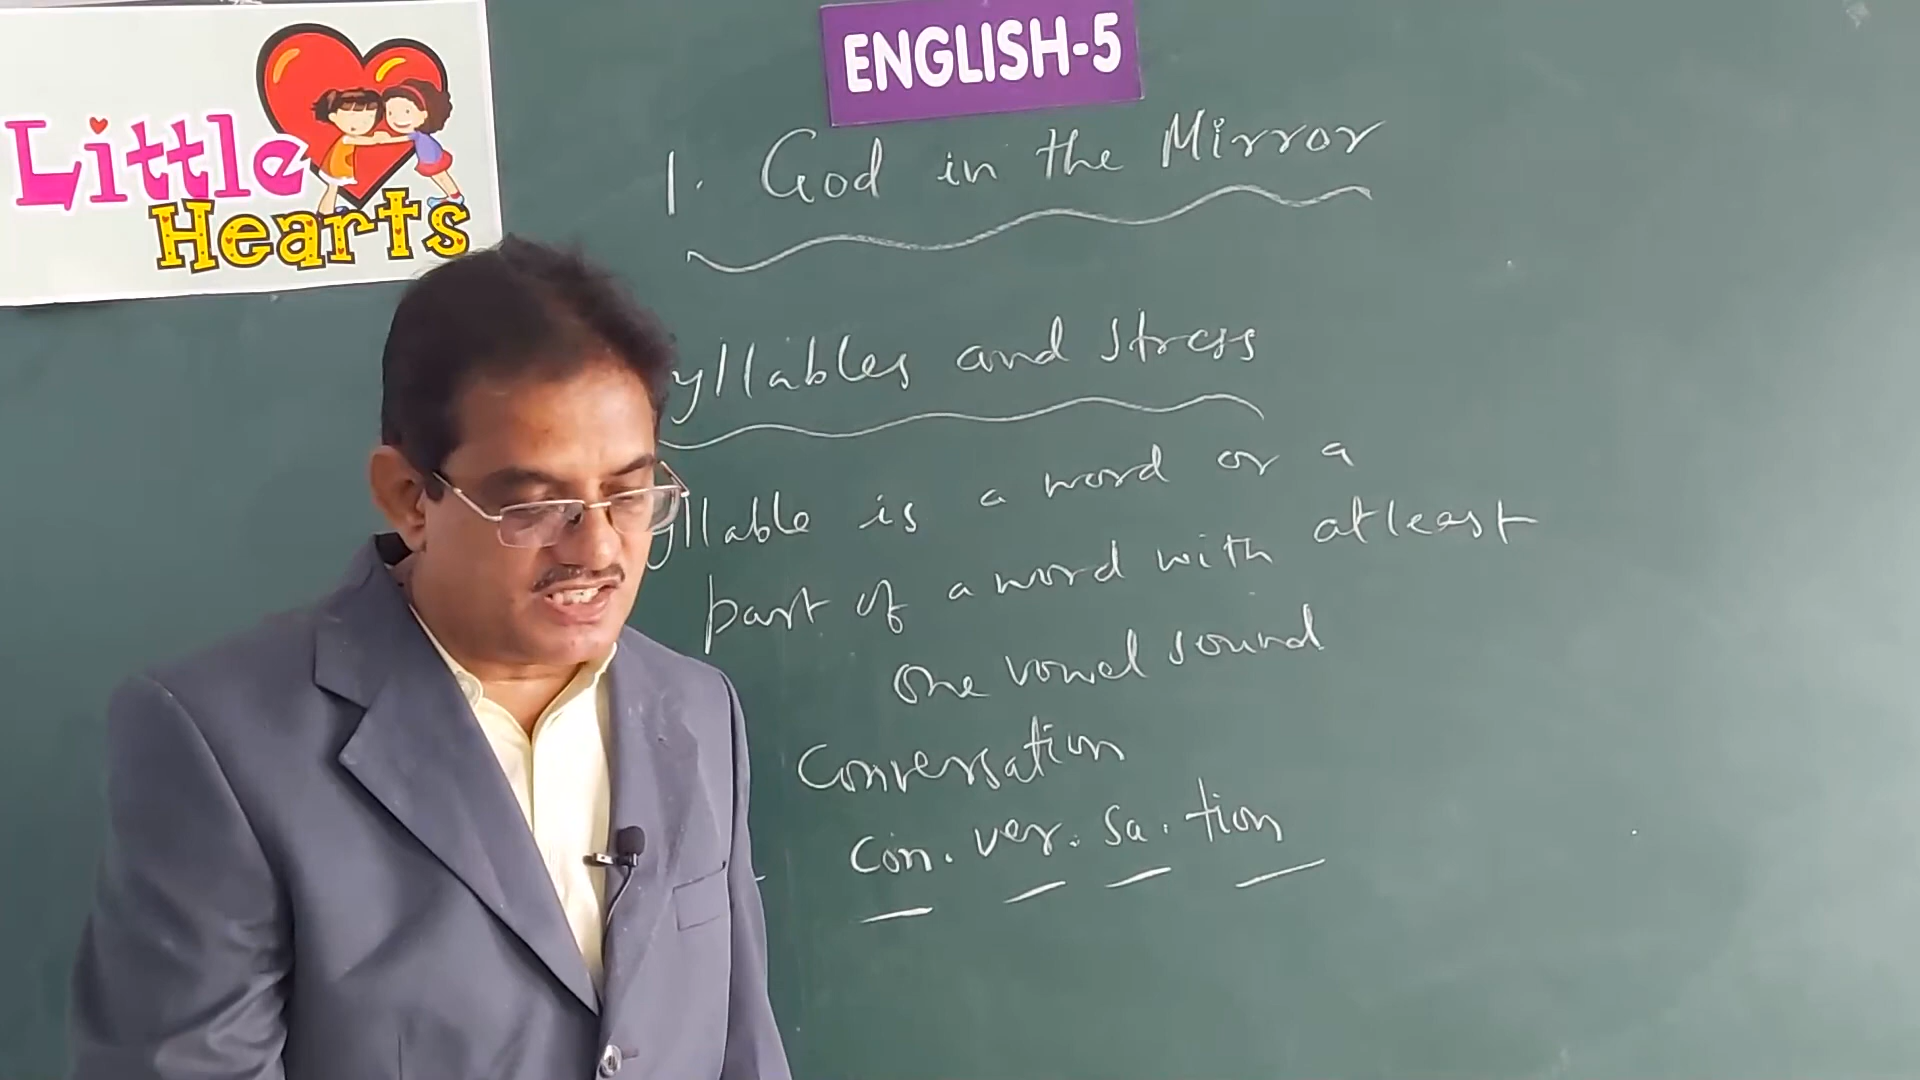 Little
Hearts
ENGLISH-5
1. God in the Mirror
yllables and Stress
yllable is a word or a
part of a word with atleast
one vowel sound
Conversation
Con. ver. Sa. tion